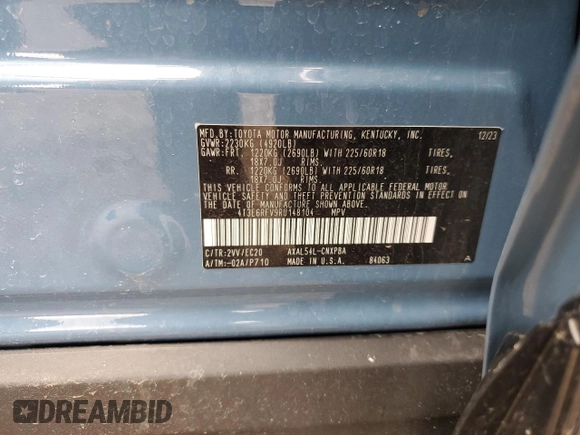 MFD.BY:TOYOTA MOTOR MANUFACTURING, KENTUCKY, INC. 12/23
GVWR:2230KG (4920LB)
GAWR:FRT. 1220KG (2690LB) WITH 225/60R18 TIRES,
18X7.0J RIMS.
RR. 1220KG (2690LB) WITH 225/60R18 TIRES,
18X7.0J RIMS.
THIS VEHICLE CONFORMS TO ALL APPLICABLE FEDERAL MOTOR
VEHICLE SAFETY AND THEFT PREVENTION STANDARDS IN EFFECT ON
THE DATE OF MANUFACTURE SHOWN ABOVE.
4T3E6RFV9RU148104 MPV
C/TR:2VV/EC20 AXAL54L-CNXPBA
A/TM:-02A/P710 MADE IN U.S.A. 84063 A
DREAMBID